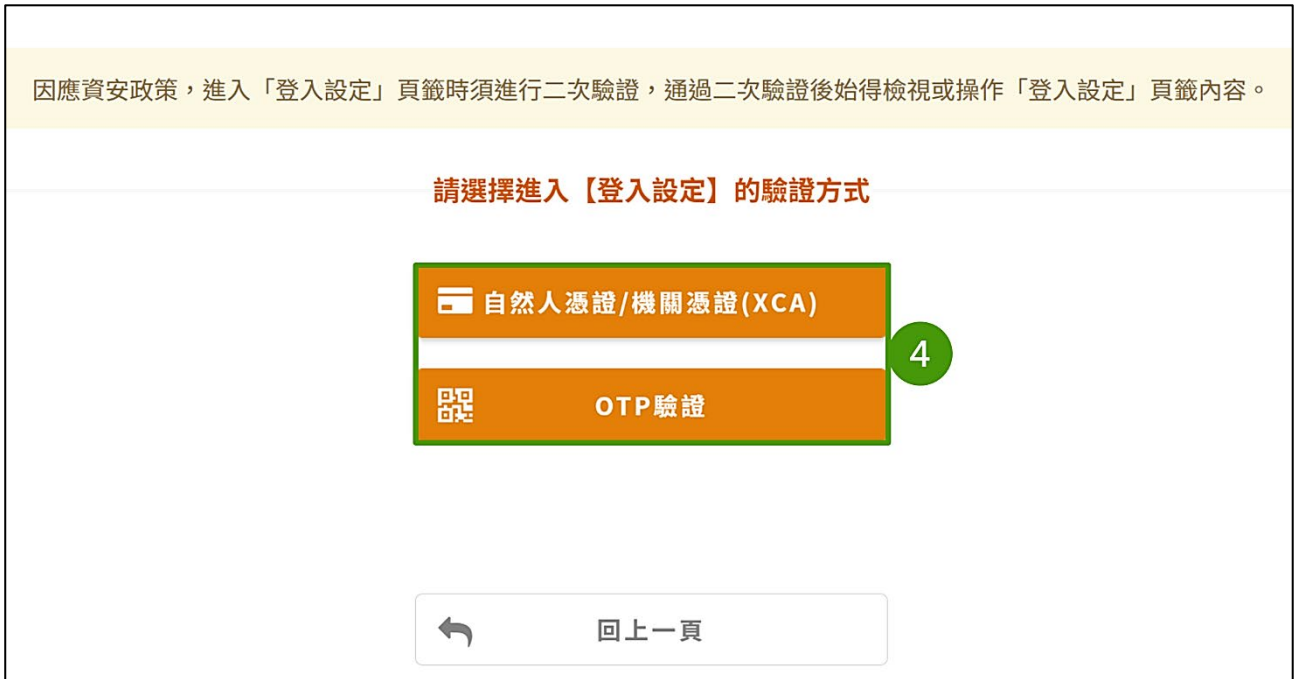 因應資安政策，進入「登入設定」頁籤時須進行二次驗證，通過二次驗證後始得檢視或操作「登入設定」頁籤內容。
請選擇進入【登入設定】的驗證方式
自然人憑證/機關憑證(XCA)
4
OTP驗證
回上一頁